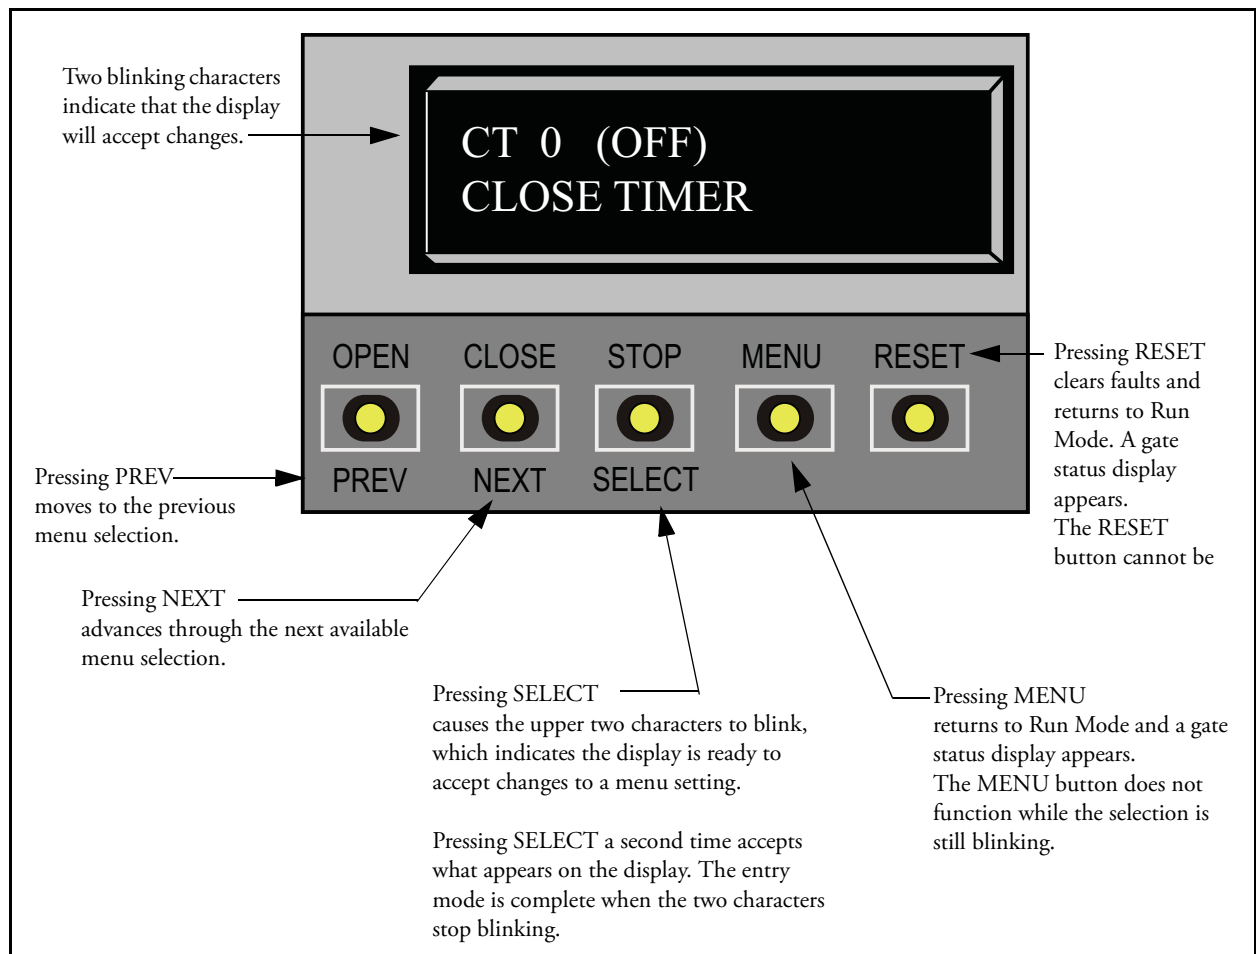 Two blinking characters
indicate that the display
will accept changes.
CT 0 (OFF)
CLOSE TIMER
OPEN
CLOSE
STOP
MENU
RESET
PREV
NEXT
SELECT
Pressing RESET
clears faults and
returns to Run
Mode. A gate
status display
appears.
The RESET
button cannot be
Pressing PREV
moves to the previous
menu selection.
Pressing NEXT
advances through the next available
menu selection.
Pressing SELECT
causes the upper two characters to blink,
which indicates the display is ready to
accept changes to a menu setting.
Pressing SELECT a second time accepts
what appears on the display. The entry
mode is complete when the two characters
stop blinking.
Pressing MENU
returns to Run Mode and a gate
status display appears.
The MENU button does not
function while the selection is
still blinking.